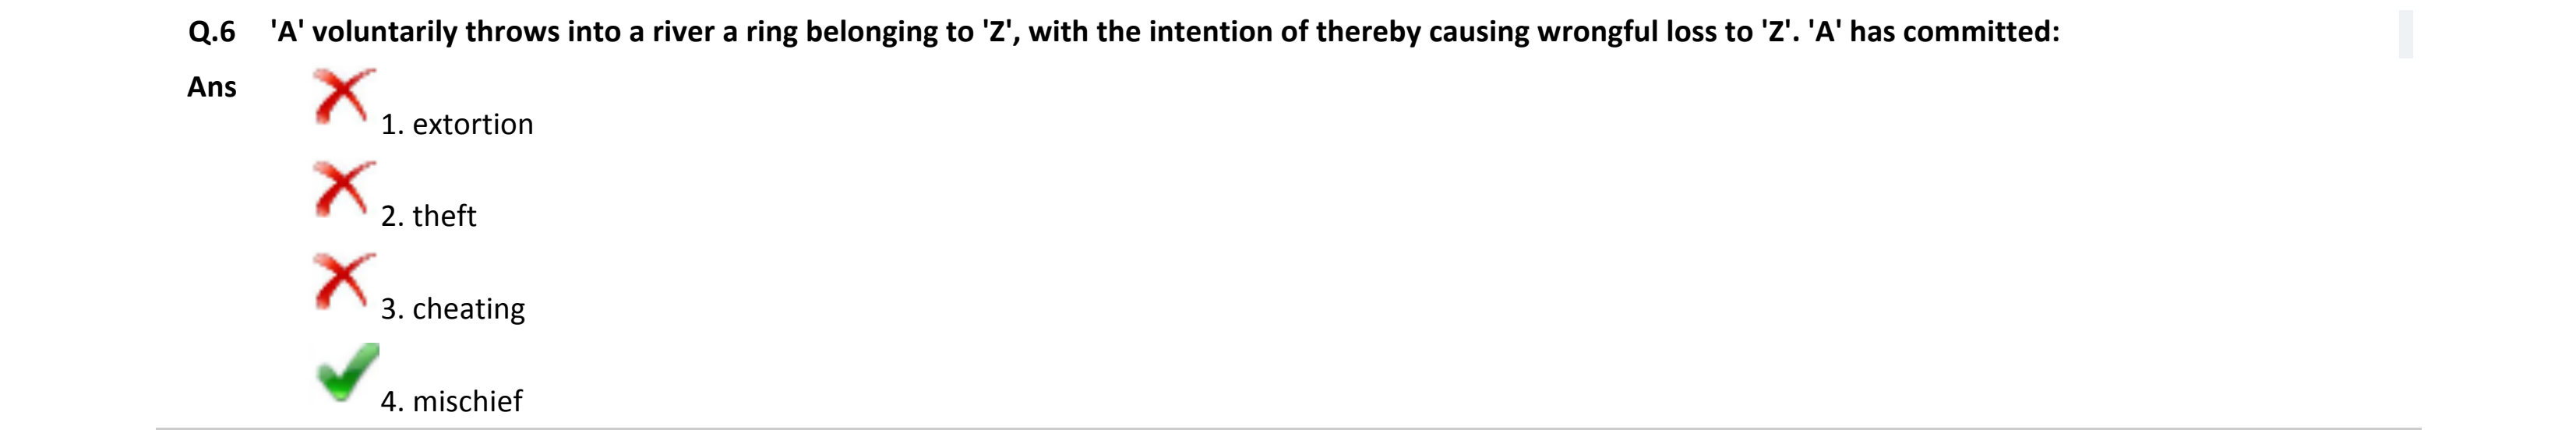 Q.6 'A' voluntarily throws into a river a ring belonging to 'Z', with the intention of thereby causing wrongful loss to 'Z'. 'A' has committed:
Ans
1. extortion
2. theft
3. cheating
4. mischief